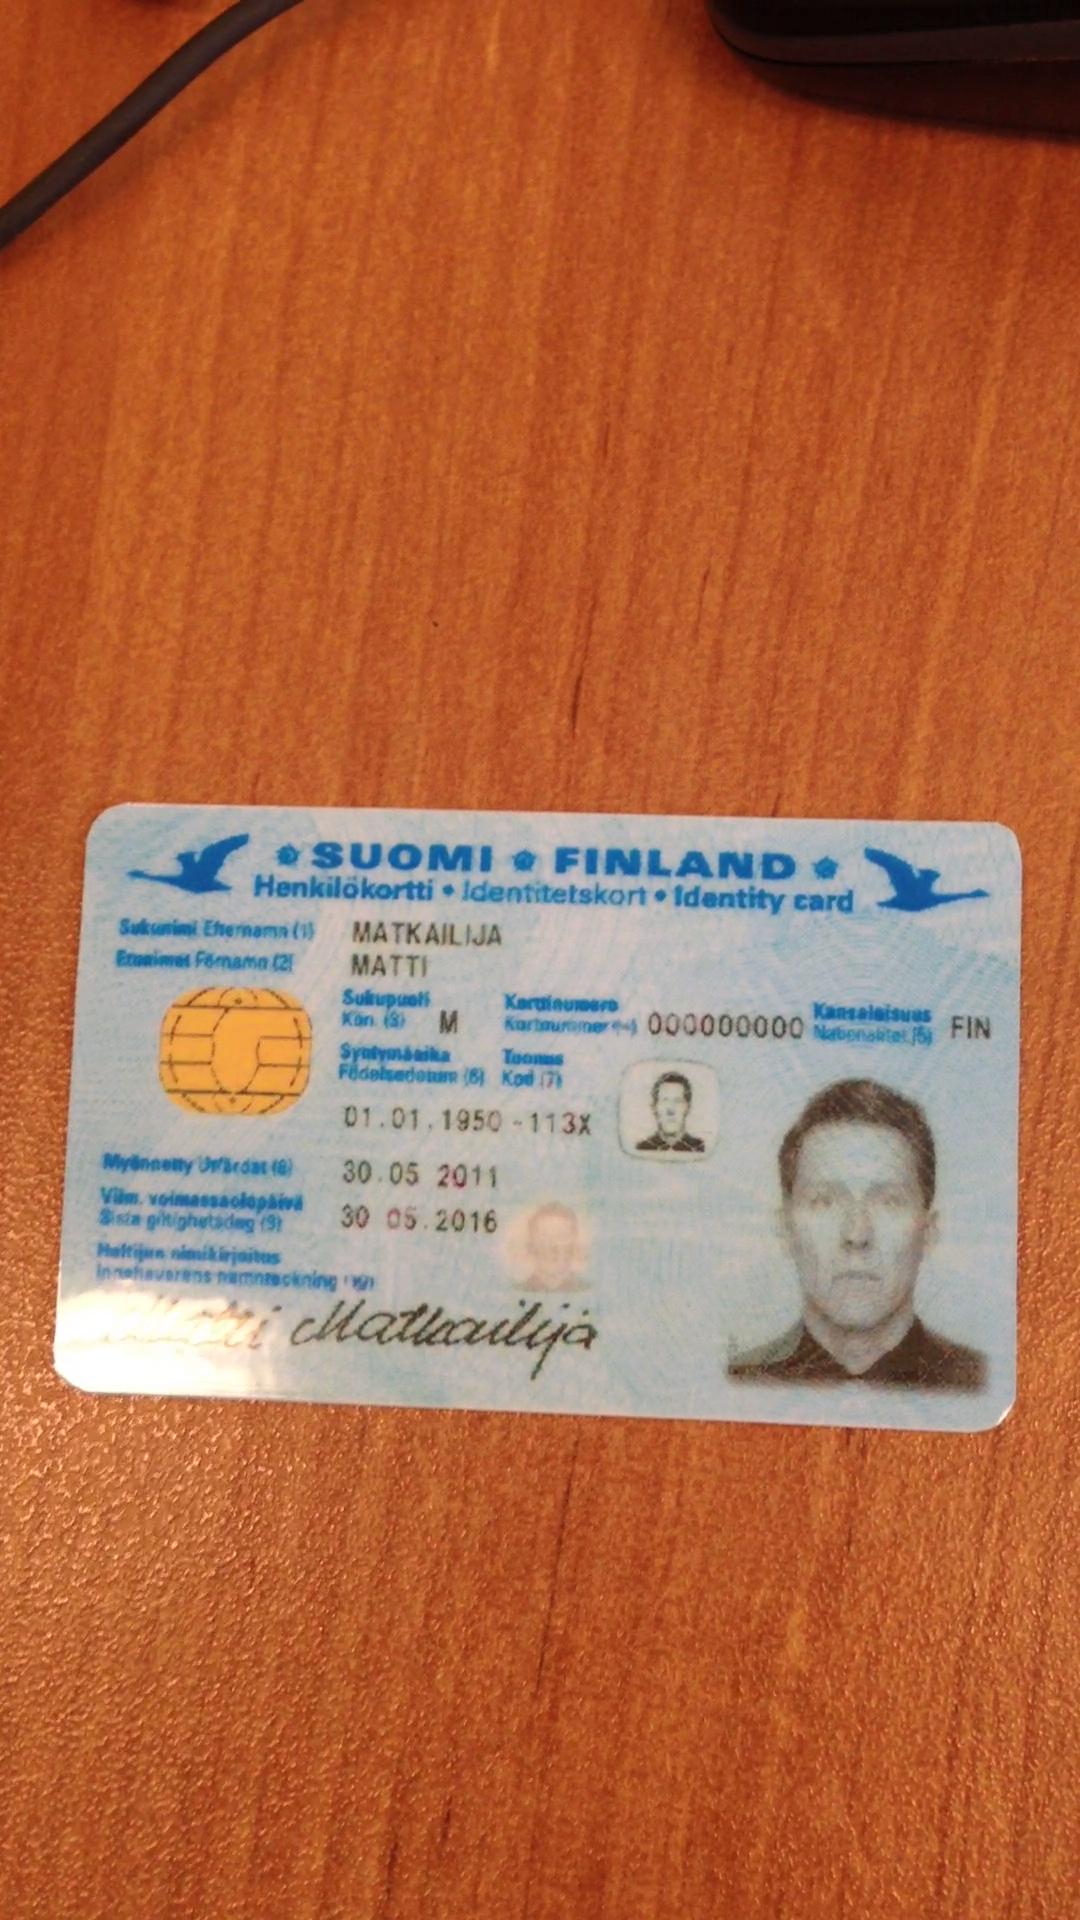 SUOMI FINLAND
Henkilökortti • Identitetskort • Identity card
Sukunimi Efternamn (1) MATKAILIJA
Etunimet Förnamn (2) MATTI
Sukupuoli Korttinumero Kansalaisuus
Kön (3) M Kortnummer (4) 000000000 Nationalitet (5) FIN
Syntymäaika Tunnus
Födelsedatum (6) Kod (7)
01.01.1950 -113X
Myönnetty Utfärdat (8) 30.05 2011
Viim. voimassaolopäivä
Sista giltighetsdag (9) 30 05.2016
Haltijan nimikirjoitus
Innehavarens namnteckning (10)
Matti Matkailija